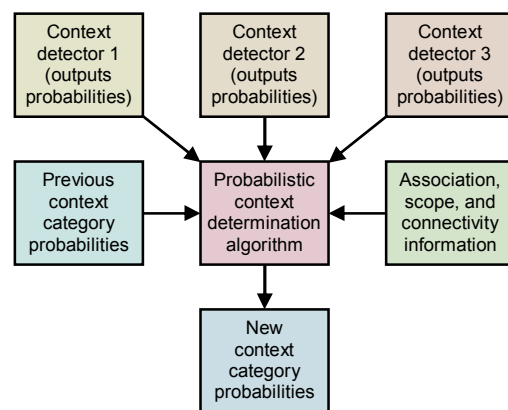 Context
detector 1
(outputs
probabilities)
Context
detector 2
(outputs
probabilities)
Context
detector 3
(outputs
probabilities)
Previous
context
category
probabilities
Probabilistic
context
determination
algorithm
Association,
scope, and
connectivity
information
New
context
category
probabilities